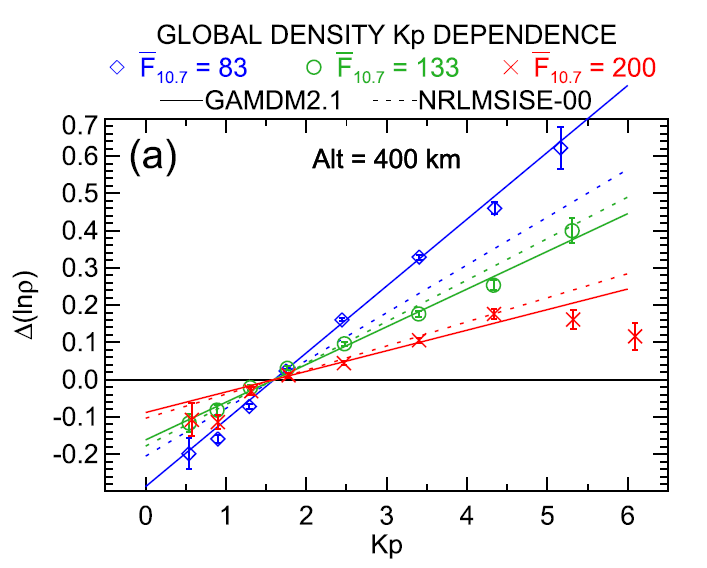 GLOBAL DENSITY Kp DEPENDENCE
F̅10.7 = 83 F̅10.7 = 133 F̅10.7 = 200
GAMDM2.1 NRLMSISE-00
(a)
Alt = 400 km
0.7
0.6
0.5
0.4
0.3
0.2
0.1
0.0
-0.1
-0.2
Δ(lnρ)
0 1 2 3 4 5 6
Kp